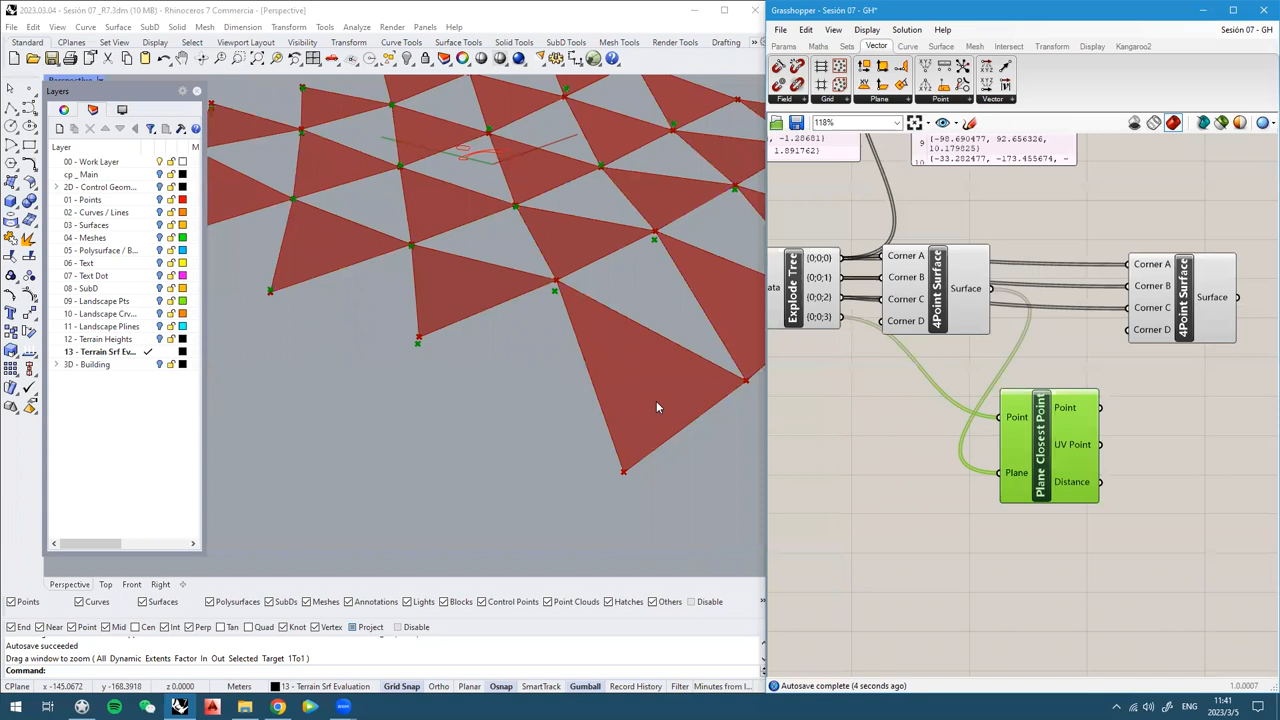 2023.03.04 - Sesión 07_R7.3dm (10 MB) - Rhinoceros 7 Commercia - [Perspective]
File Edit View Curve Surface SubD Solid Mesh Dimension Transform Tools Analyze Render Panels Help
Standard CPlanes Set View Display Select Viewport Layout Visibility Transform Curve Tools Surface Tools Solid Tools SubD Tools Mesh Tools Render Tools Drafting
Perspective
Layers
Layer
00 - Work Layer
cp _ Main
2D - Control Geom...
01 - Points
02 - Curves / Lines
03 - Surfaces
04 - Meshes
05 - Polysurface / B...
06 - Text
07 - Text Dot
08 - SubD
09 - Landscape Pts
10 - Landscape Crv...
11 - Landscape Plines
12 - Terrain Heights
13 - Terrain Srf Ev...
3D - Building
Perspective Top Front Right
Points Curves Surfaces Polysurfaces SubDs Meshes Annotations Lights Blocks Control Points Point Clouds Hatches Others Disable
End Near Point Mid Cen Int Perp Tan Quad Knot Vertex Project Disable
Autosave succeeded
Drag a window to zoom ( All Dynamic Extents Factor In Out Selected Target 1To1 )
Command:
CPlane x -145.0672 y -168.3918 z 0.0000 Meters 13 - Terrain Srf Evaluation Grid Snap Ortho Planar Osnap SmartTrack Gumball Record History Filter Minutes from l...
Grasshopper - Sesión 07 - GH*
File Edit View Display Solution Help
Sesión 07 - GH*
Params Maths Sets Vector Curve Surface Mesh Intersect Transform Display Kangaroo2
Field Grid Plane Point Vector
118%
-1.28681}
1.891762}
9 {-98.690477, 92.656326,
10.179825}
10 {-33.282477, -173.455674, -
ata
Explode Tree
{0;0;0}
{0;0;1}
{0;0;2}
{0;0;3}
Corner A
Corner B
Corner C
Corner D
4Point Surface
Surface
Corner A
Corner B
Corner C
Corner D
4Point Surface
Surface
Point
Plane
Plane Closest Point
Point
UV Point
Distance
Autosave complete (4 seconds ago)
1.0.0007
ENG
11:41
2023/3/5